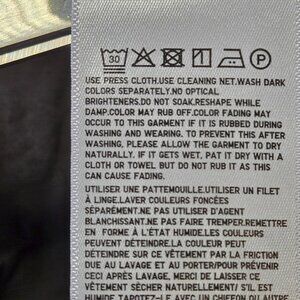 30
P
USE PRESS CLOTH.USE CLEANING NET.WASH DARK
COLORS SEPARATELY.NO OPTICAL
BRIGHTENERS.DO NOT SOAK.RESHAPE WHILE
DAMP.COLOR MAY RUB OFF.COLOR FADING MAY
OCCUR TO THIS GARMENT IF IT IS RUBBED DURING
WASHING AND WEARING. TO PREVENT THIS AFTER
WASHING, PLEASE ALLOW THE GARMENT TO DRY
NATURALLY. IF IT GETS WET, PAT IT DRY WITH A
CLOTH OR TOWEL BUT DO NOT RUB IT AS THIS
CAN CAUSE FADING.
UTILISER UNE PATTEMOUILLE.UTILISER UN FILET
À LINGE.LAVER COULEURS FONCÉES
SÉPARÉMENT.NE PAS UTILISER D'AGENT
BLANCHISSANT.NE PAS FAIRE TREMPER.REMETTRE
EN FORME À L'ÉTAT HUMIDE.LES COULEURS
PEUVENT DÉTEINDRE.LA COULEUR PEUT
DÉTEINDRE SUR CE VÊTEMENT PAR LA FRICTION
DUE AU LAVAGE ET AU PORTER/POUR PRÉVENIR
CECI APRÈS LAVAGE, MERCI DE LAISSER CE
VÊTEMENT SÉCHER NATURELLEMENT/ S'IL EST